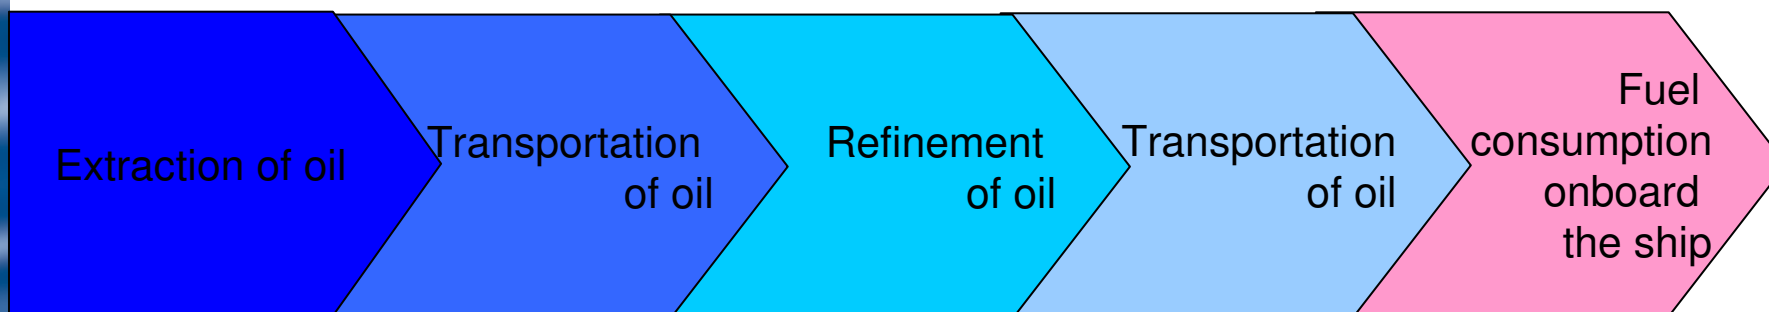 Extraction of oil
Transportation
of oil
Refinement
of oil
Transportation
of oil
Fuel
consumption
onboard
the ship